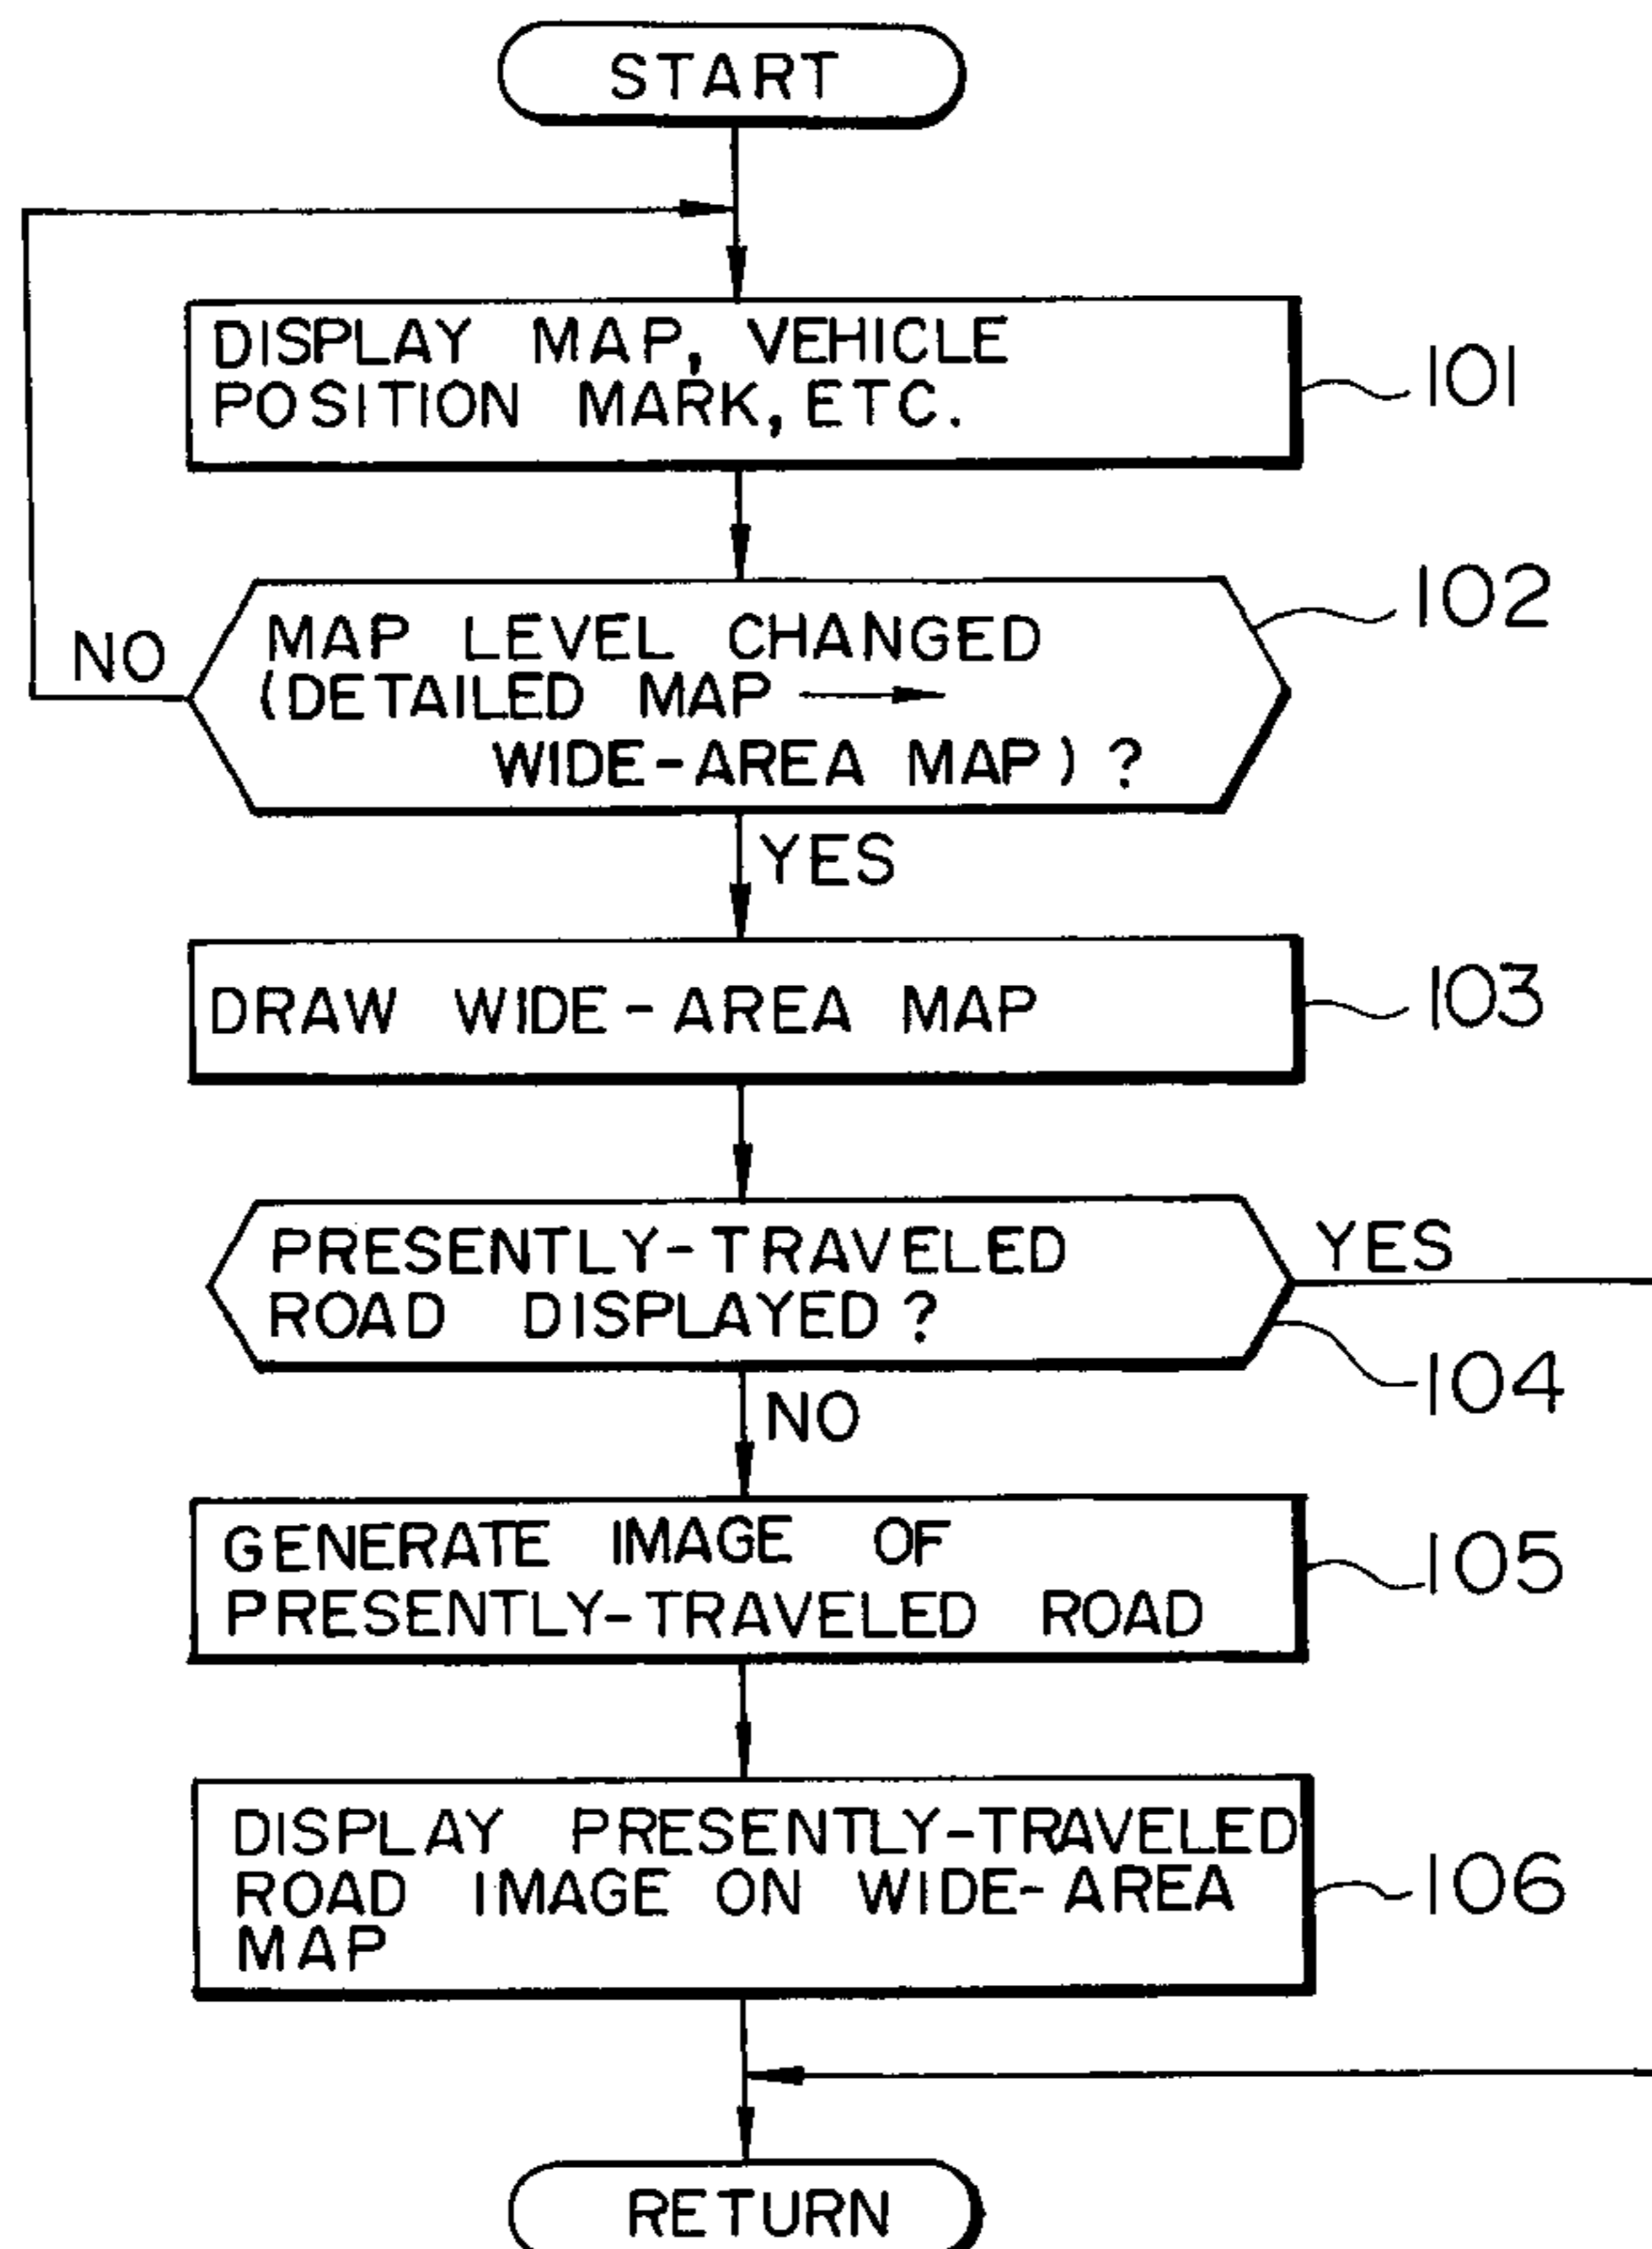 START
DISPLAY MAP, VEHICLE
POSITION MARK, ETC.
101
MAP LEVEL CHANGED
(DETAILED MAP →
WIDE-AREA MAP) ?
102
NO
YES
DRAW WIDE-AREA MAP
103
PRESENTLY-TRAVELED
ROAD DISPLAYED ?
YES
104
NO
GENERATE IMAGE OF
PRESENTLY-TRAVELED ROAD
105
DISPLAY PRESENTLY-TRAVELED
ROAD IMAGE ON WIDE-AREA
MAP
106
RETURN